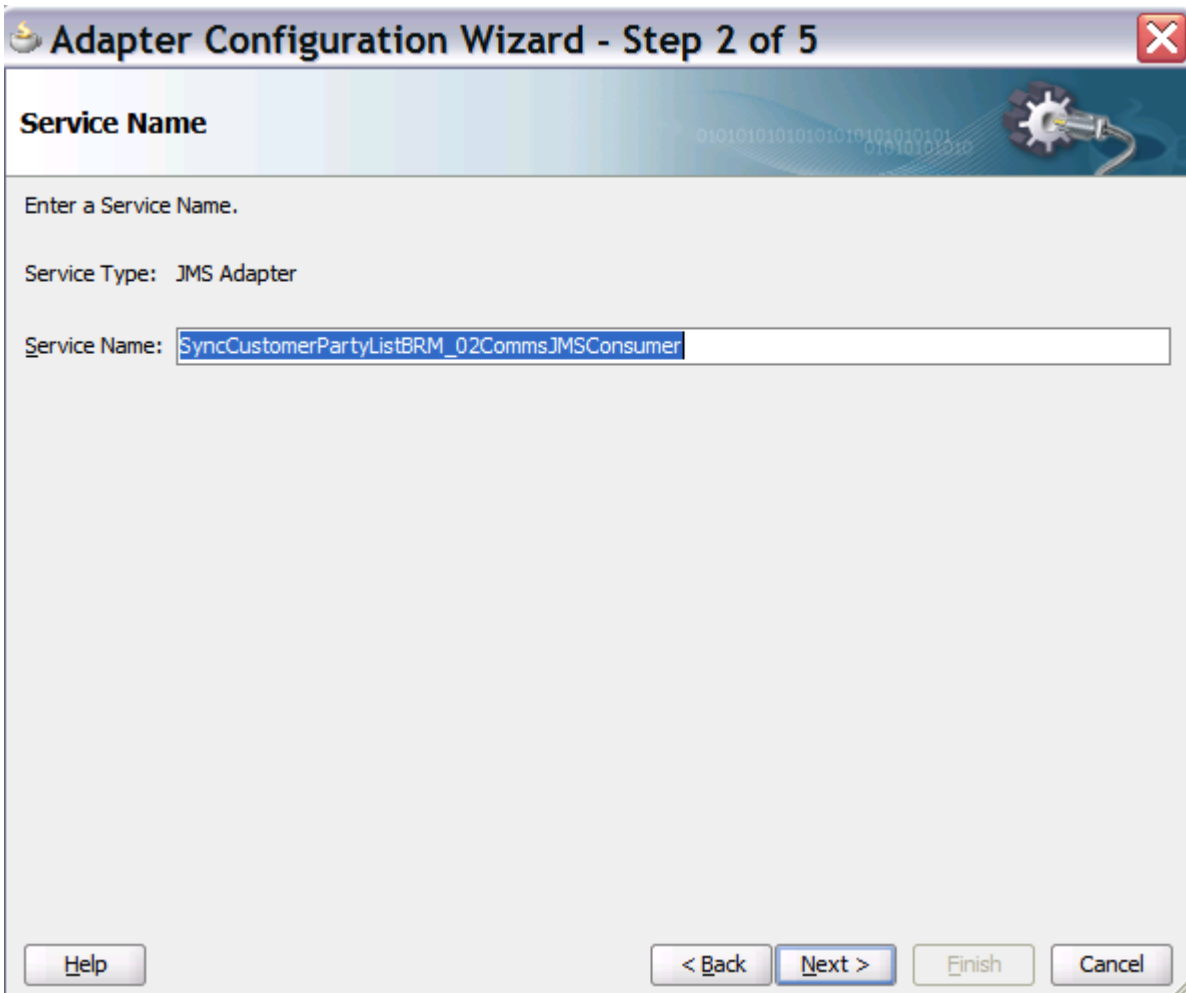 Adapter Configuration Wizard - Step 2 of 5
Service Name
Enter a Service Name.
Service Type: JMS Adapter
Service Name: SyncCustomerPartyListBRM_02CommsJMSConsumer
Help < Back Next > Finish Cancel